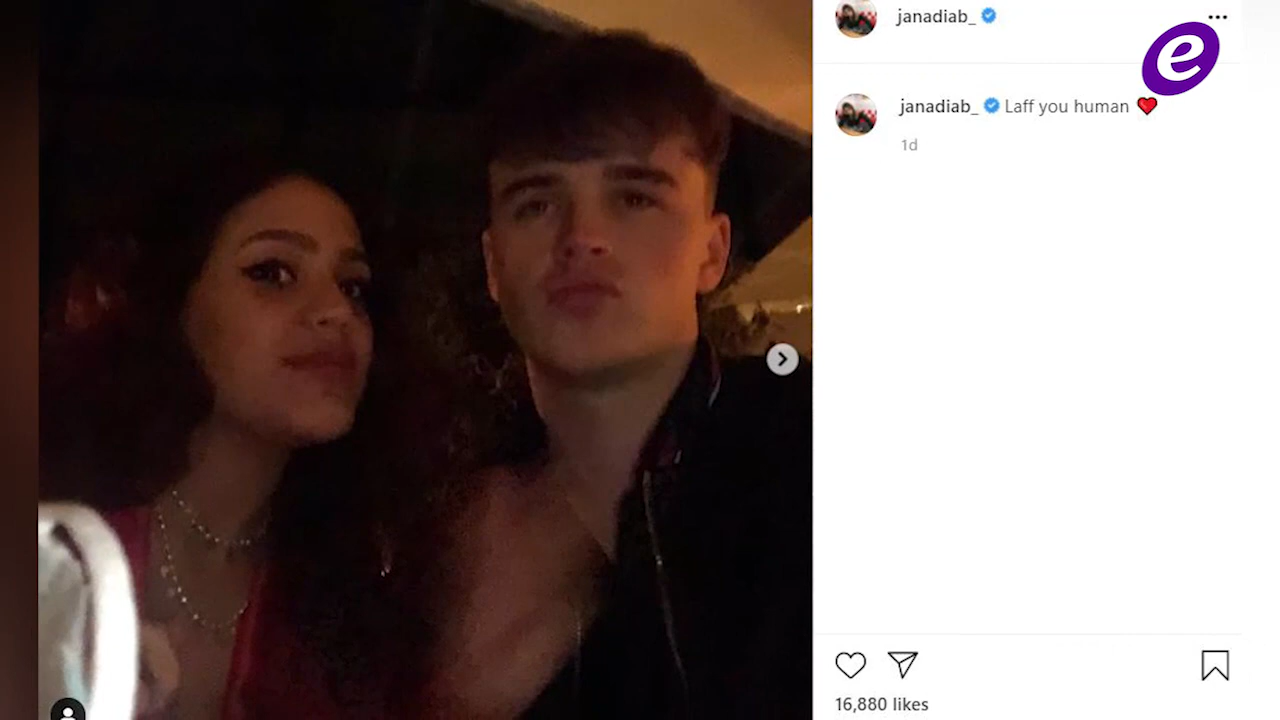 janadiab_
e
janadiab_ Laff you human ❤️
1d
16,880 likes